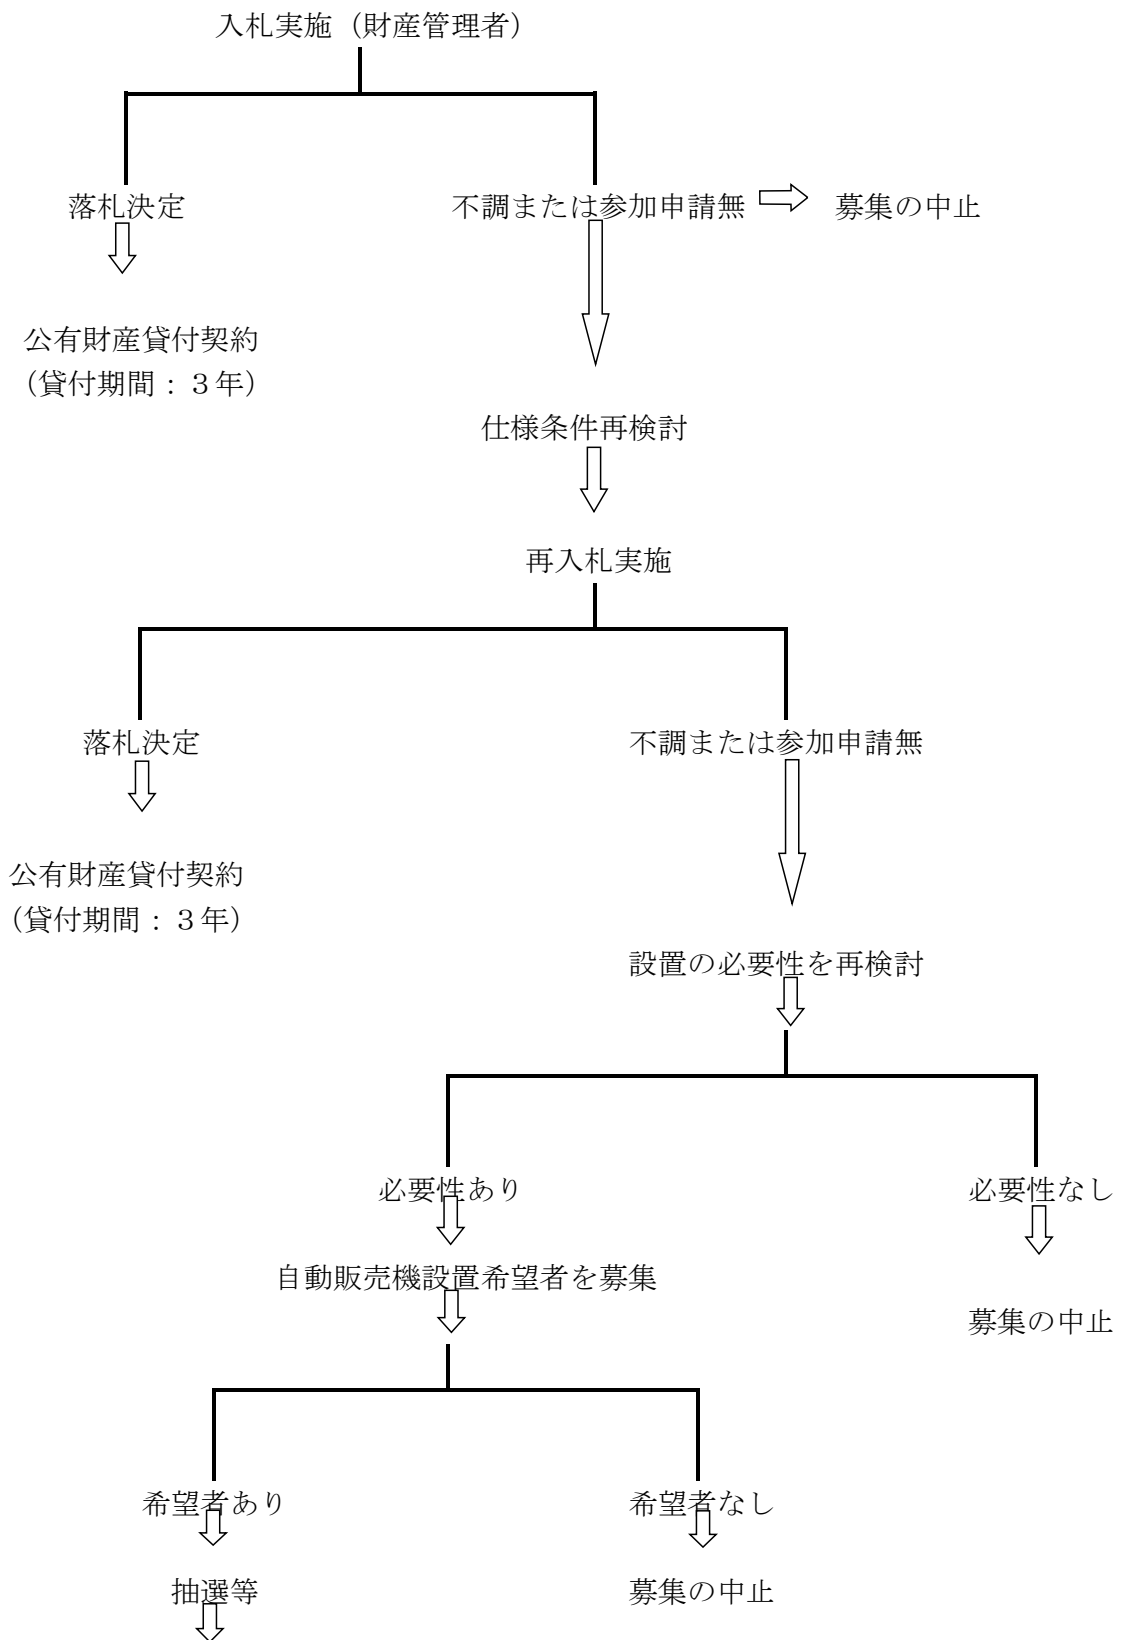 入札実施（財産管理者）
落札決定
不調または参加申請無
募集の中止
公有財産貸付契約
（貸付期間：３年）
仕様条件再検討
再入札実施
落札決定
不調または参加申請無
公有財産貸付契約
（貸付期間：３年）
設置の必要性を再検討
必要性あり
必要性なし
自動販売機設置希望者を募集
募集の中止
希望者あり
希望者なし
抽選等
募集の中止